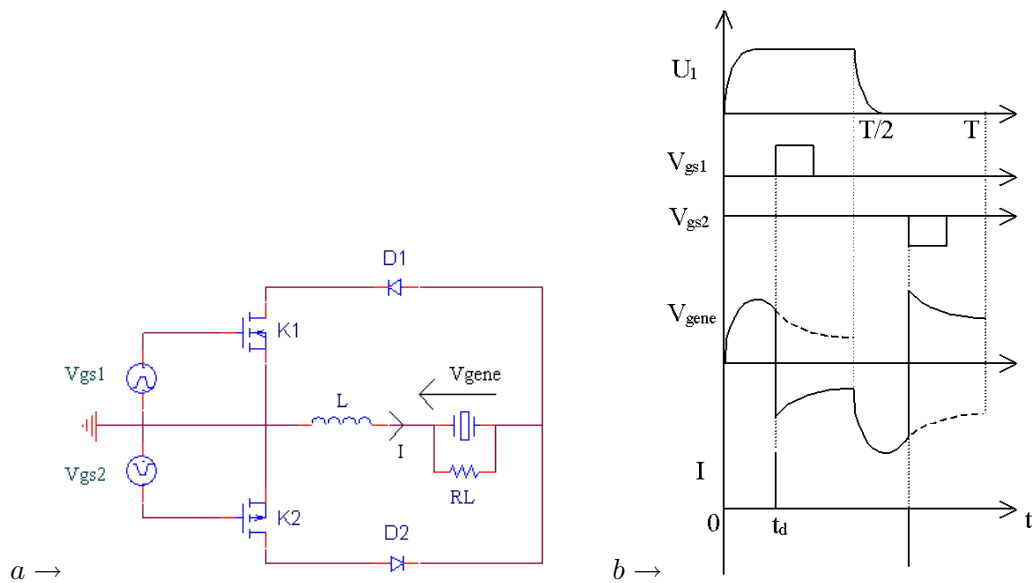 D1
K1
Vgs1
Vgene
L
I
Vgs2
RL
K2
D2
a →
U1
T/2
T
Vgs1
Vgs2
Vgene
I
0
td
t
b →